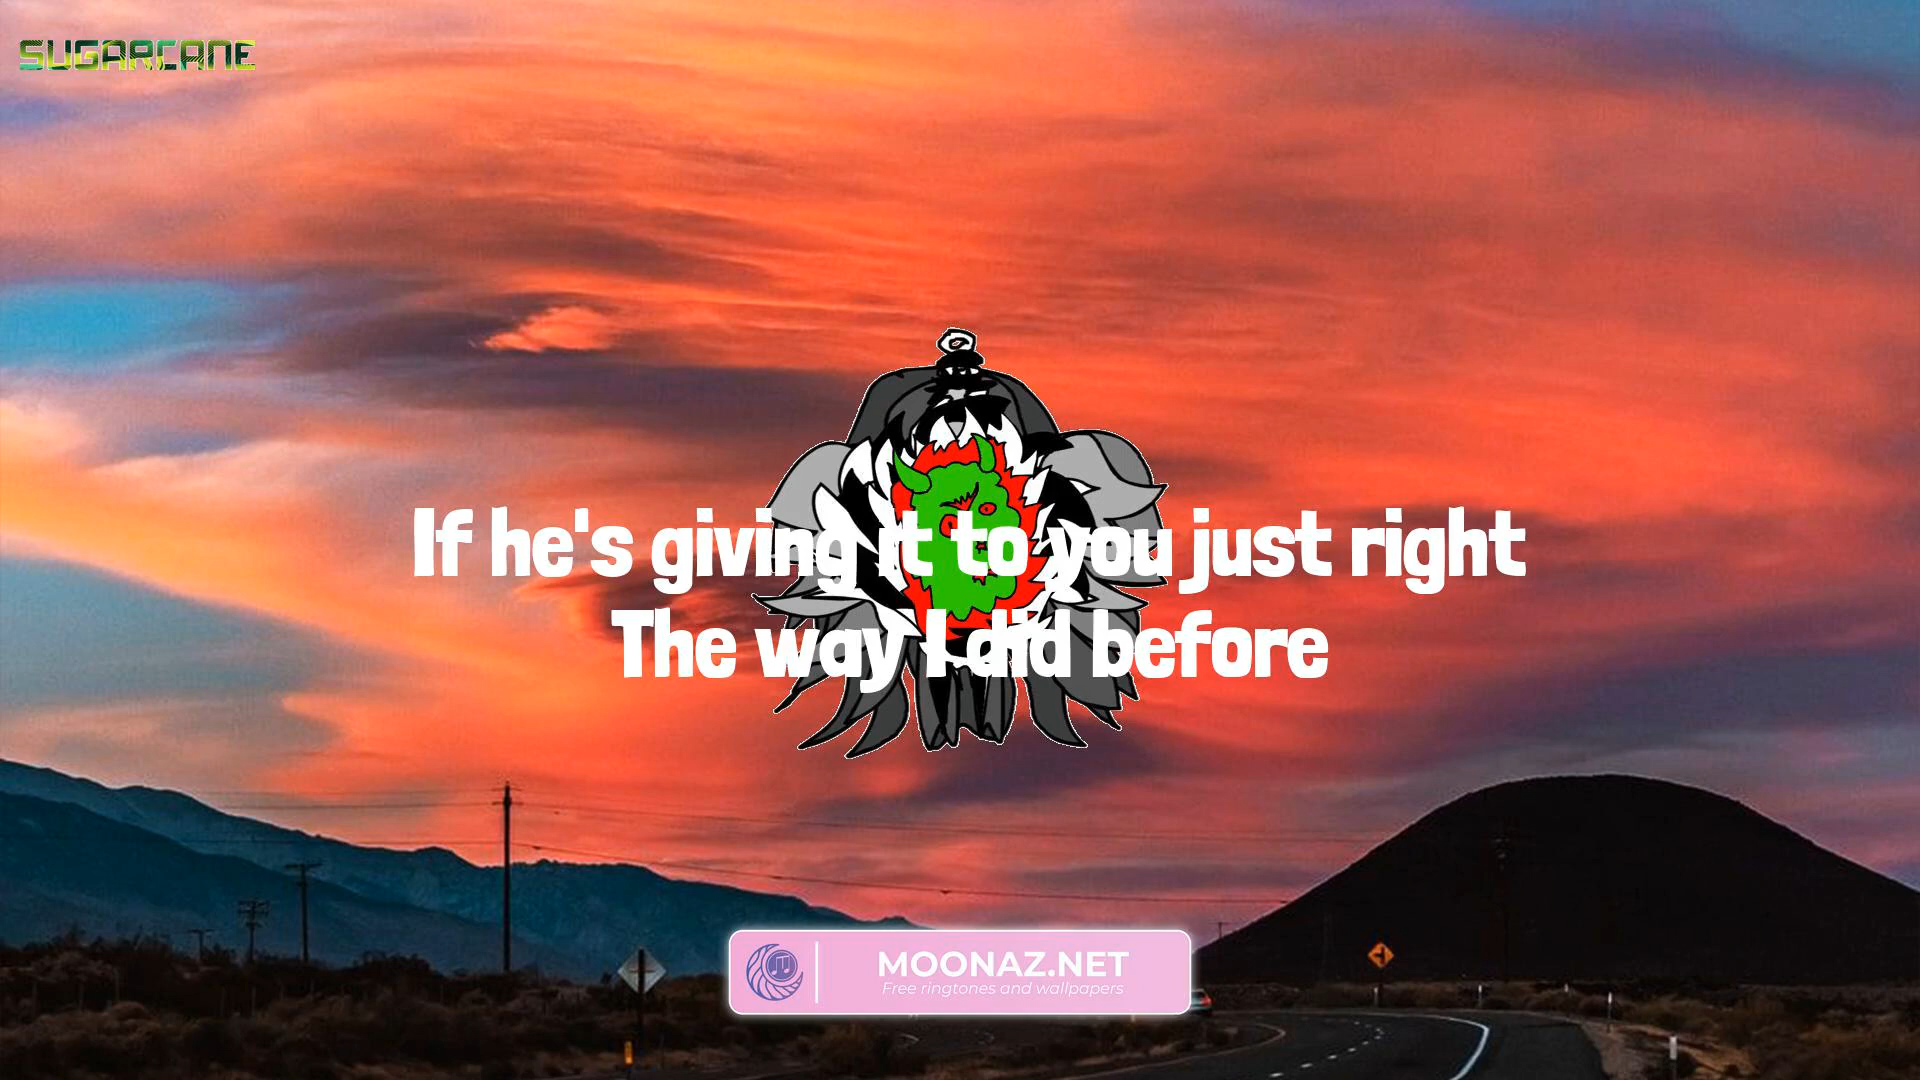 SUGARCANE
If he's giving it to you just right
The way I did before
MOONAZ.NET
Free ringtones and wallpapers